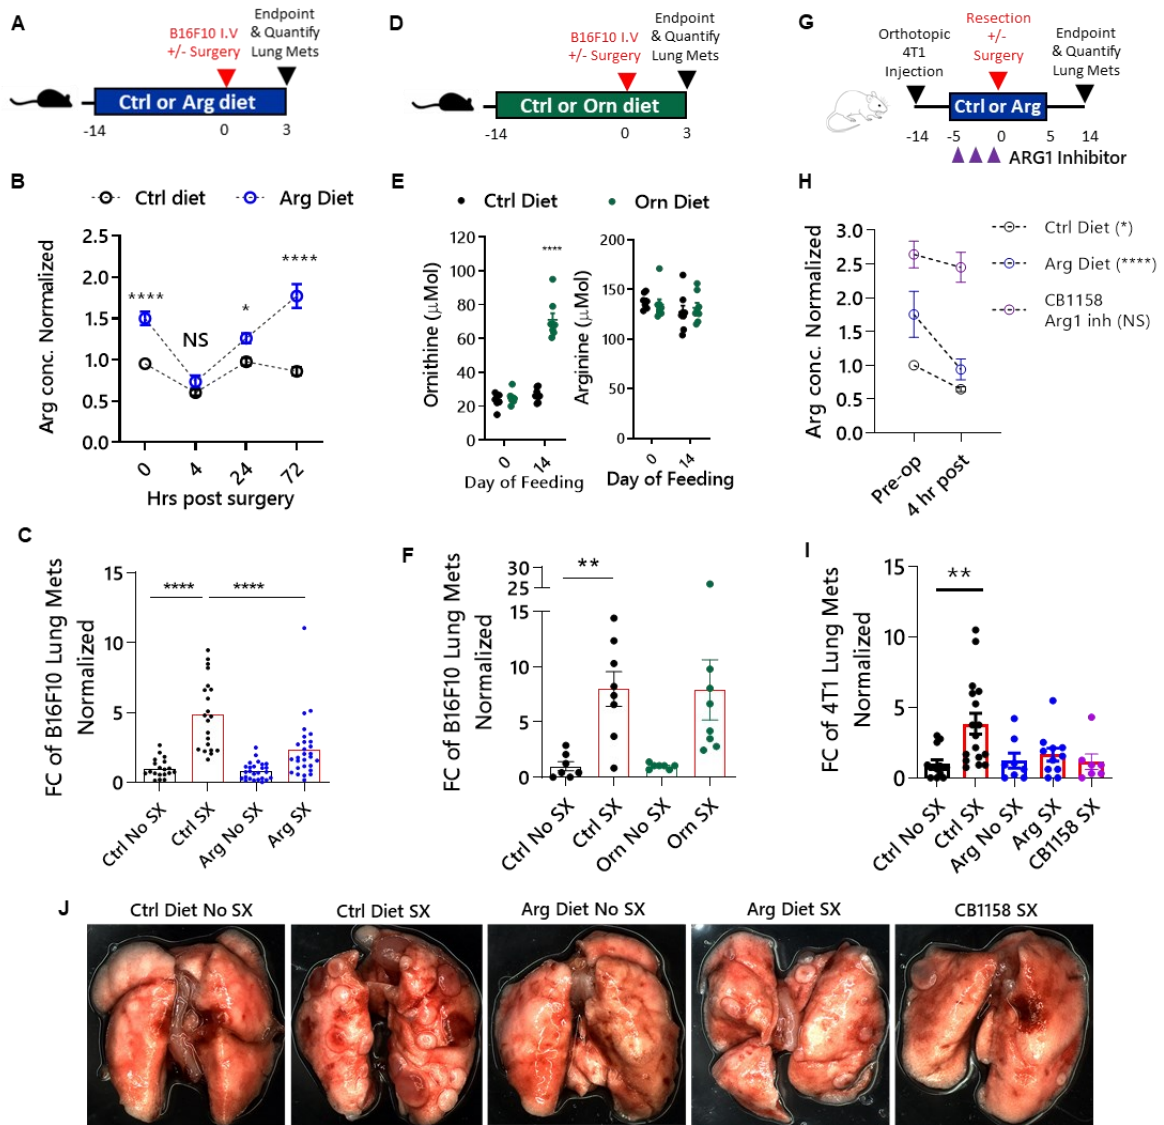 A
B16F10 I.V
+/- Surgery
Endpoint
& Quantify
Lung Mets
Ctrl or Arg diet
-14
0
3
D
B16F10 I.V
+/- Surgery
Endpoint
& Quantify
Lung Mets
Ctrl or Orn diet
-14
0
3
G
Orthotopic
4T1
Injection
Resection
+/-
Surgery
Endpoint
& Quantify
Lung Mets
Ctrl or Arg
-14
-5
0
5
14
ARG1 Inhibitor
B
Ctrl diet
Arg Diet
Arg conc. Normalized
2.5
2.0
1.5
1.0
0.5
0.0
****
NS
*
****
0
4
24
72
Hrs post surgery
E
Ctrl Diet
Orn Diet
Ornithine (μMol)
120
100
80
60
40
20
0
****
0
14
Day of Feeding
Arginine (μMol)
200
150
100
50
0
0
14
Day of Feeding
H
Arg conc. Normalized
3.0
2.5
2.0
1.5
1.0
0.5
0.0
Pre-op
4 hr post
Ctrl Diet (*)
Arg Diet (****)
CB1158
Arg1 inh (NS)
C
FC of B16F10 Lung Mets
Normalized
15
10
5
0
****
****
Ctrl No SX
Ctrl SX
Arg No SX
Arg SX
F
FC of B16F10 Lung Mets
Normalized
30
25
15
10
5
0
**
Ctrl No SX
Ctrl SX
Orn No SX
Orn SX
I
FC of 4T1 Lung Mets
Normalized
15
10
5
0
**
Ctrl No SX
Ctrl SX
Arg No SX
Arg SX
CB1158 SX
J
Ctrl Diet No SX
Ctrl Diet SX
Arg Diet No SX
Arg Diet SX
CB1158 SX